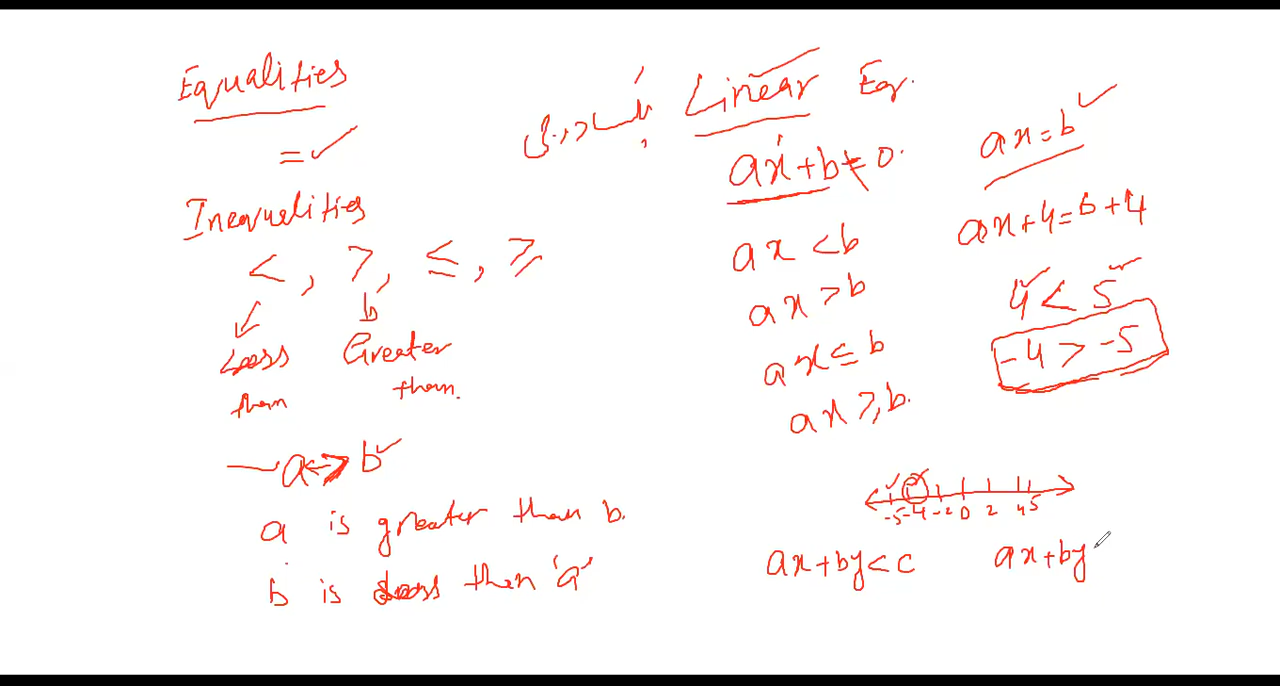 Equalities
= ✓
Inequalities
< , > , ≤ , ≥
Less Greater
than than.
a > b
a is greater than b.
b is Less than 'a'
Linear Eq.
ax + b = 0.
ax < b
ax > b
ax ≤ b
ax ≥ b.
ax = b
ax + 4 = b + 4
4 < 5
-4 > -5
-5 -4 -2 0 2 4 5
ax + by < c ax + by